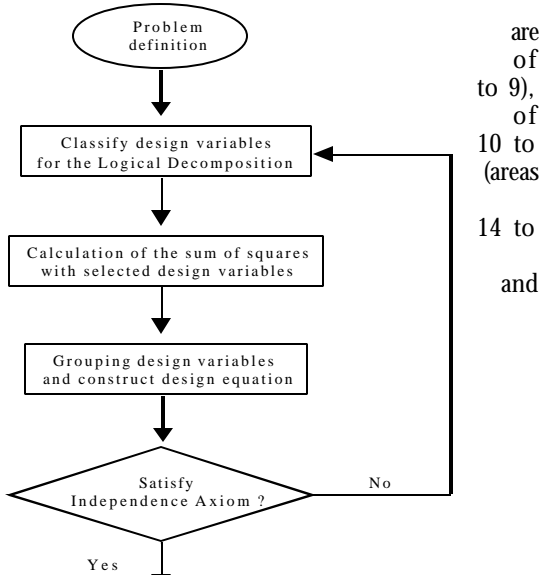 Problem
definition
Classify design variables
for the Logical Decomposition
Calculation of the sum of squares
with selected design variables
Grouping design variables
and construct design equation
Satisfy
Independence Axiom ?
No
Yes
are
of
to 9),
of
10 to
(areas
14 to
and